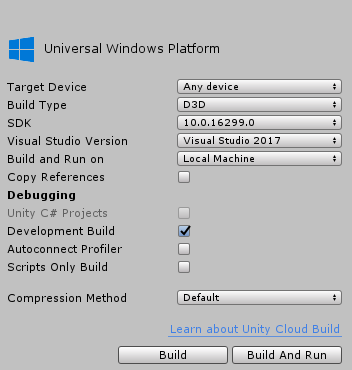 Universal Windows Platform
Target Device Any device
Build Type D3D
SDK 10.0.16299.0
Visual Studio Version Visual Studio 2017
Build and Run on Local Machine
Copy References
Debugging
Unity C# Projects
Development Build
Autoconnect Profiler
Scripts Only Build
Compression Method Default
Learn about Unity Cloud Build
Build Build And Run